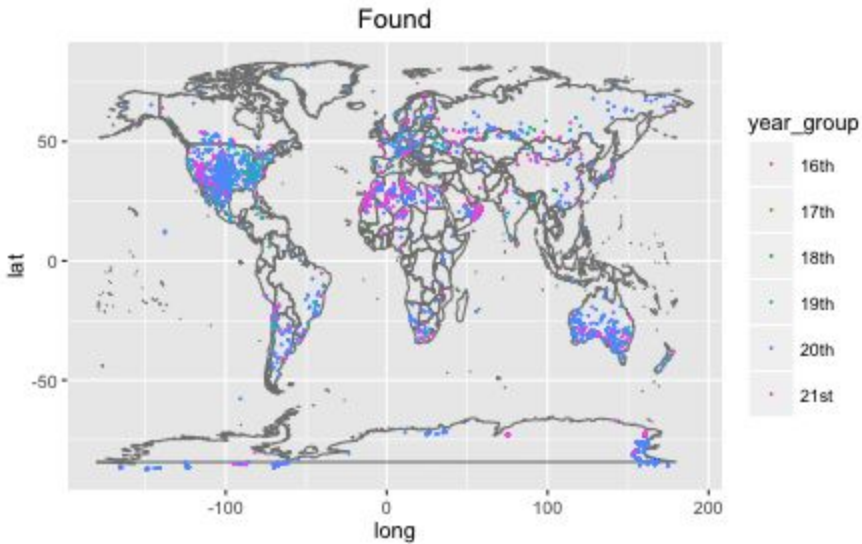 Found
lat
50
0
-50
-100
0
100
200
long
year_group
16th
17th
18th
19th
20th
21st